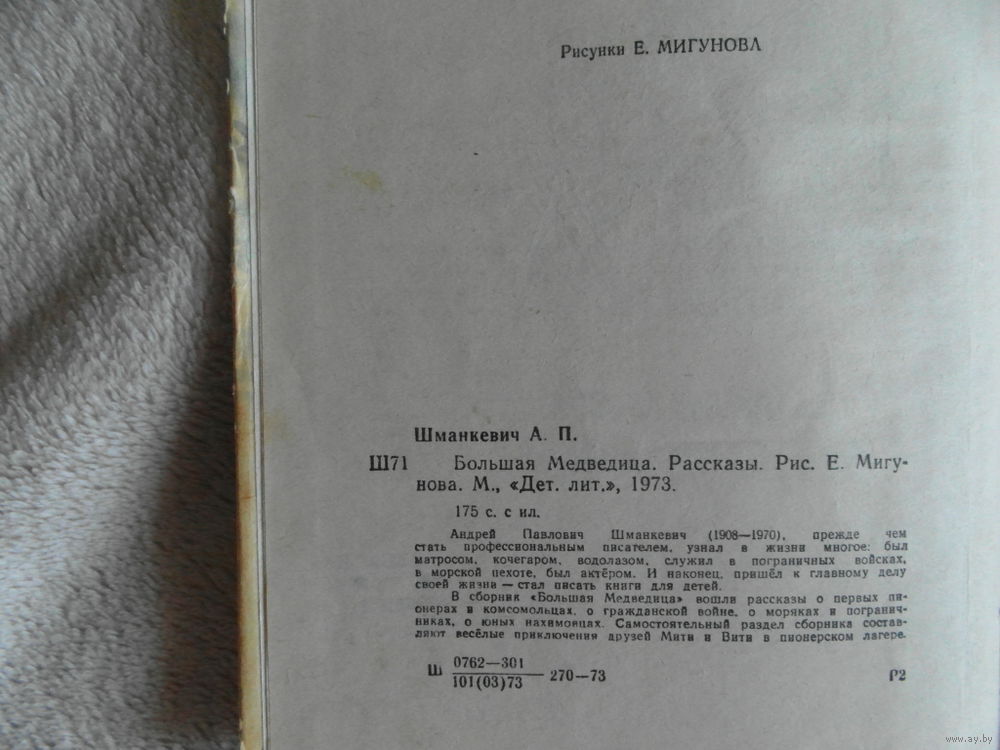 Рисунки Е. МИГУНОВА
Шманкевич А. П.
Ш71 Большая Медведица. Рассказы. Рис. Е. Мигу-
нова. М., «Дет. лит.», 1973.
175 с. с ил.
Андрей Павлович Шманкевич (1908—1970), прежде чем
стать профессиональным писателем, узнал в жизни многое: был
матросом, кочегаром, водолазом, служил в пограничных войсках,
в морской пехоте, был актёром. И наконец, пришёл к главному делу
своей жизни — стал писать книги для детей.
В сборник «Большая Медведица» вошли рассказы о первых пи-
онерах и комсомольцах, о гражданской войне, о моряках и погранич-
никах, о юных нахимовцах. Самостоятельный раздел сборника состав-
ляют весёлые приключения друзей Мити и Вити в пионерском лагере.
0762—301
Ш 270—73 Р2
101(03)73
www.ay.by